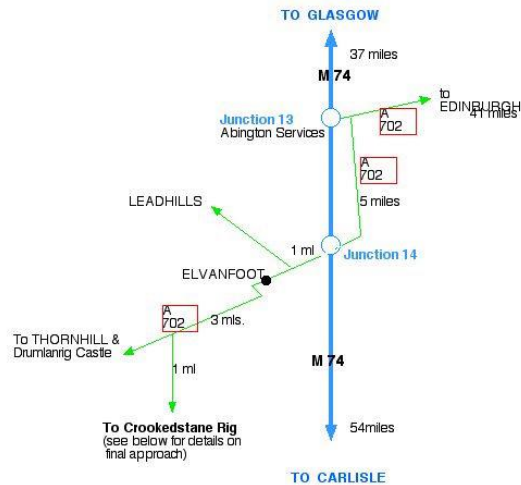 TO GLASGOW
37 miles
M 74
to
EDINBURGH
41 miles
Junction 13
Abington Services
A
702
A
702
5 miles
LEADHILLS
1 ml
Junction 14
ELVANFOOT
A
702
3 mls.
To THORNHILL &
Drumlanrig Castle
1 ml
M 74
To Crookedstane Rig
(see below for details on
final approach)
54miles
TO CARLISLE